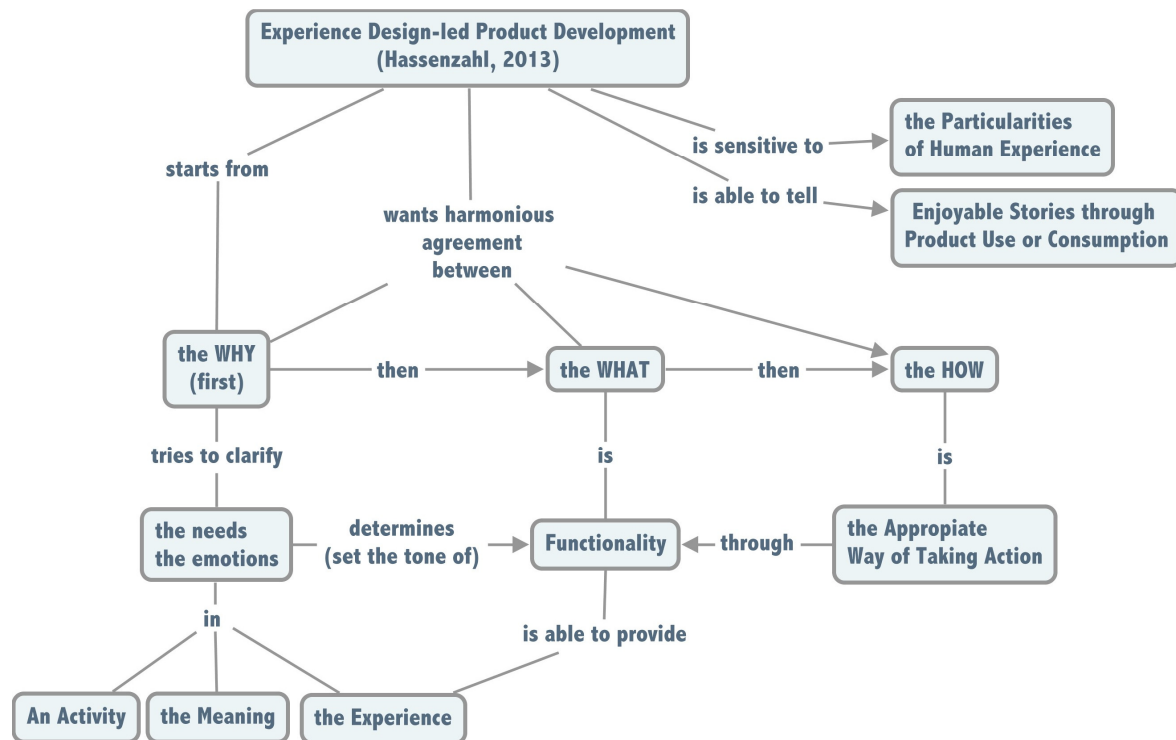 Experience Design-led Product Development
(Hassenzahl, 2013)
is sensitive to
the Particularities
of Human Experience
starts from
is able to tell
Enjoyable Stories through
Product Use or Consumption
wants harmonious
agreement
between
the WHY
(first)
then
the WHAT
then
the HOW
tries to clarify
is
is
the needs
the emotions
determines
(set the tone of)
Functionality
through
the Appropiate
Way of Taking Action
in
is able to provide
An Activity
the Meaning
the Experience